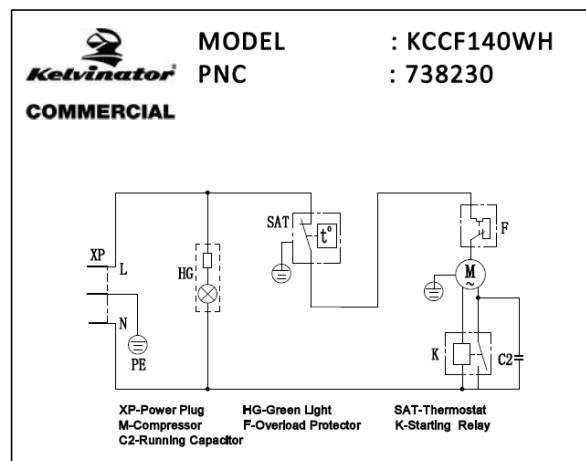 Kelvinator
COMMERCIAL
MODEL : KCCF140WH
PNC : 738230
XP
L
N
PE
HG
SAT
t°
F
M
~
K
C2
XP-Power Plug HG-Green Light SAT-Thermostat
M-Compressor F-Overload Protector K-Starting Relay
C2-Running Capacitor